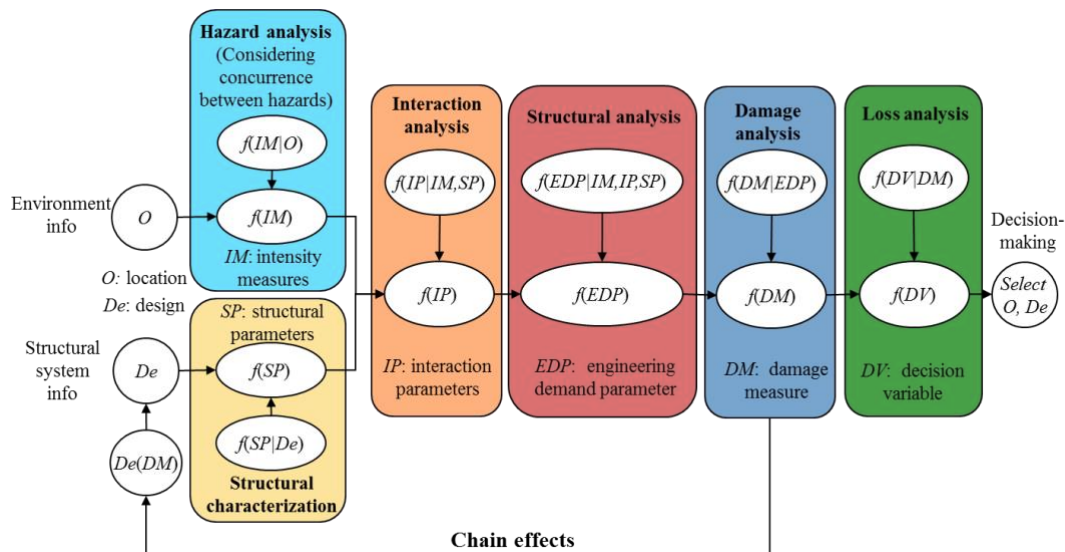 Hazard analysis
(Considering
concurrence
between hazards)
f(IM|O)
f(IM)
IM: intensity
measures
Environment
info
O
O: location
De: design
Structural
system
info
De
De(DM)
SP: structural
parameters
f(SP)
f(SP|De)
Structural
characterization
Interaction
analysis
f(IP|IM,SP)
f(IP)
IP: interaction
parameters
Structural analysis
f(EDP|IM,IP,SP)
f(EDP)
EDP: engineering
demand parameter
Damage
analysis
f(DM|EDP)
f(DM)
DM: damage
measure
Loss analysis
f(DV|DM)
f(DV)
DV: decision
variable
Decision-
making
Select
O, De
Chain effects